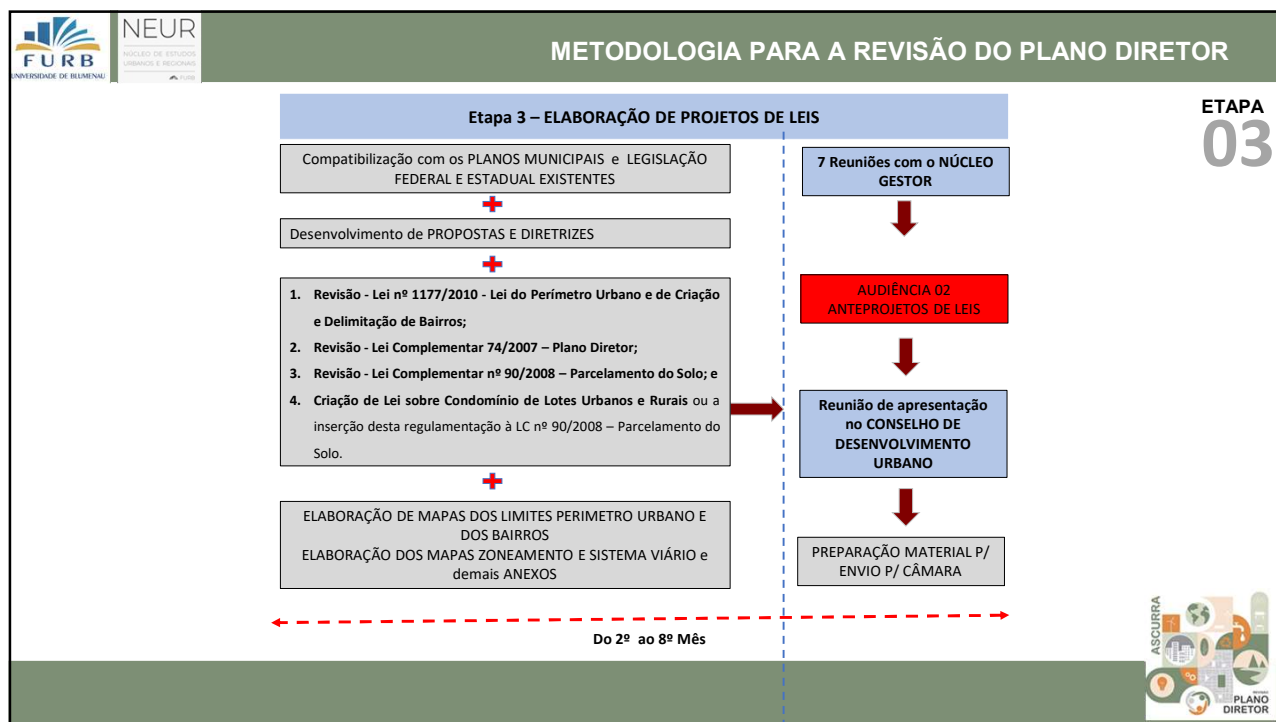 FURB
UNIVERSIDADE DE BLUMENAU
NEUR
NÚCLEO DE ESTUDOS
URBANOS E REGIONAIS
FURB
METODOLOGIA PARA A REVISÃO DO PLANO DIRETOR
ETAPA
03
Etapa 3 – ELABORAÇÃO DE PROJETOS DE LEIS
Compatibilização com os PLANOS MUNICIPAIS e LEGISLAÇÃO
FEDERAL E ESTADUAL EXISTENTES
Desenvolvimento de PROPOSTAS E DIRETRIZES
1. Revisão - Lei nº 1177/2010 - Lei do Perímetro Urbano e de Criação
e Delimitação de Bairros;
2. Revisão - Lei Complementar 74/2007 – Plano Diretor;
3. Revisão - Lei Complementar nº 90/2008 – Parcelamento do Solo; e
4. Criação de Lei sobre Condomínio de Lotes Urbanos e Rurais ou a
inserção desta regulamentação à LC nº 90/2008 – Parcelamento do
Solo.
ELABORAÇÃO DE MAPAS DOS LIMITES PERIMETRO URBANO E
DOS BAIRROS
ELABORAÇÃO DOS MAPAS ZONEAMENTO E SISTEMA VIÁRIO e
demais ANEXOS
7 Reuniões com o NÚCLEO
GESTOR
AUDIÊNCIA 02
ANTEPROJETOS DE LEIS
Reunião de apresentação
no CONSELHO DE
DESENVOLVIMENTO
URBANO
PREPARAÇÃO MATERIAL P/
ENVIO P/ CÂMARA
Do 2º ao 8º Mês
ASCURRA
REVISÃO
PLANO
DIRETOR